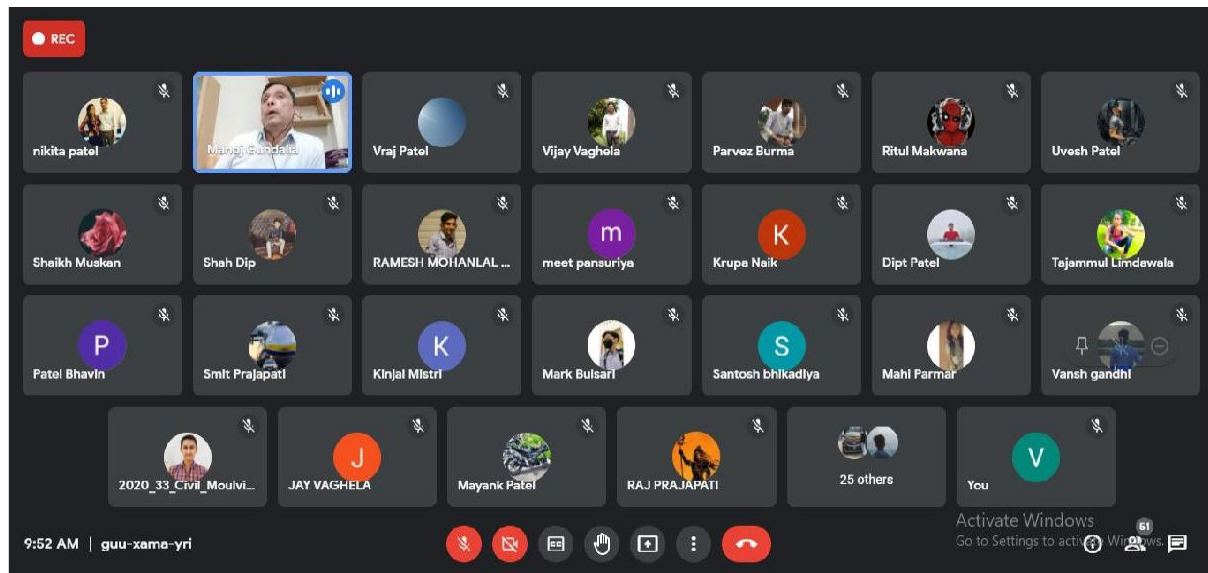 REC
nikita patel
Manoj Gundalia
Vraj Patel
Vijay Vaghela
Parvez Burma
Ritul Makwana
Uvesh Patel
Shaikh Muskan
Shah Dip
RAMESH MOHANLAL ...
m
meet pansuriya
K
Krupa Naik
Dipt Patel
Tajammul Limdawala
P
Patel Bhavin
Smit Prajapati
K
Kinjal Mistri
Mark Bulsari
S
Santosh bhikadiya
Mahi Parmar
Vansh gandhi
2020_33_Civil_Moulvi...
J
JAY VAGHELA
Mayank Patel
RAJ PRAJAPATI
25 others
V
You
9:52 AM | guu-xama-yri
Activate Windows
Go to Settings to activate Windows.
61